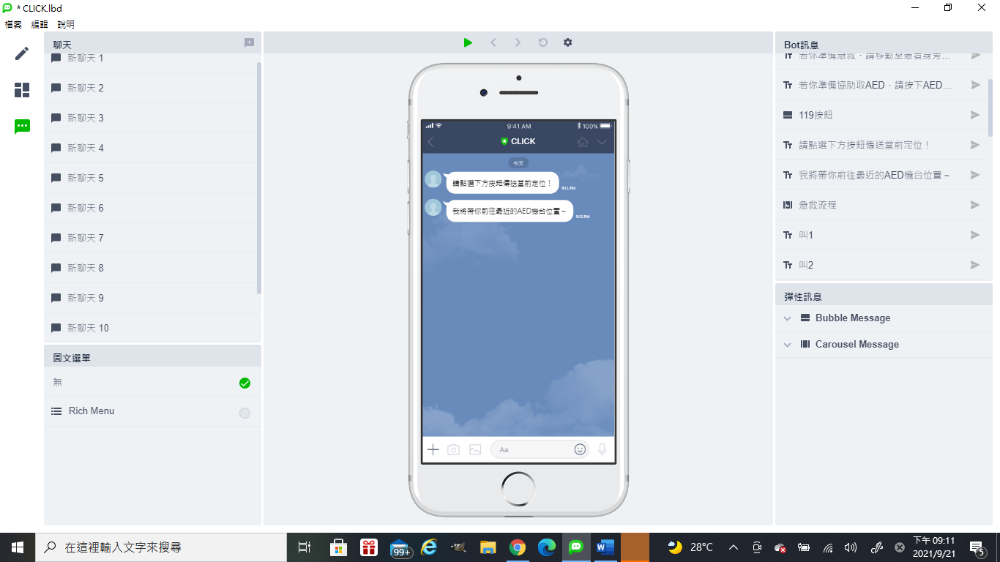 * CLICK.lbd
檔案 編輯 說明
聊天
新聊天 1
新聊天 2
新聊天 3
新聊天 4
新聊天 5
新聊天 6
新聊天 7
新聊天 8
新聊天 9
新聊天 10
圖文選單
無
Rich Menu
9:41 AM
100%
CLICK
今天
請點選下方按鈕傳送當前定位！
9:11 PM
我將帶你前往最近的AED機台位置～
9:11 PM
Aa
Bot訊息
若你準備急救，請移動至患者身旁...
若你準備協助取AED，請按下AED...
119按鈕
請點選下方按鈕傳送當前定位！
我將帶你前往最近的AED機台位置～
急救流程
叫1
叫2
彈性訊息
Bubble Message
Carousel Message
在這裡輸入文字來搜尋
99+
28°C
下午 09:11
2021/9/21
5